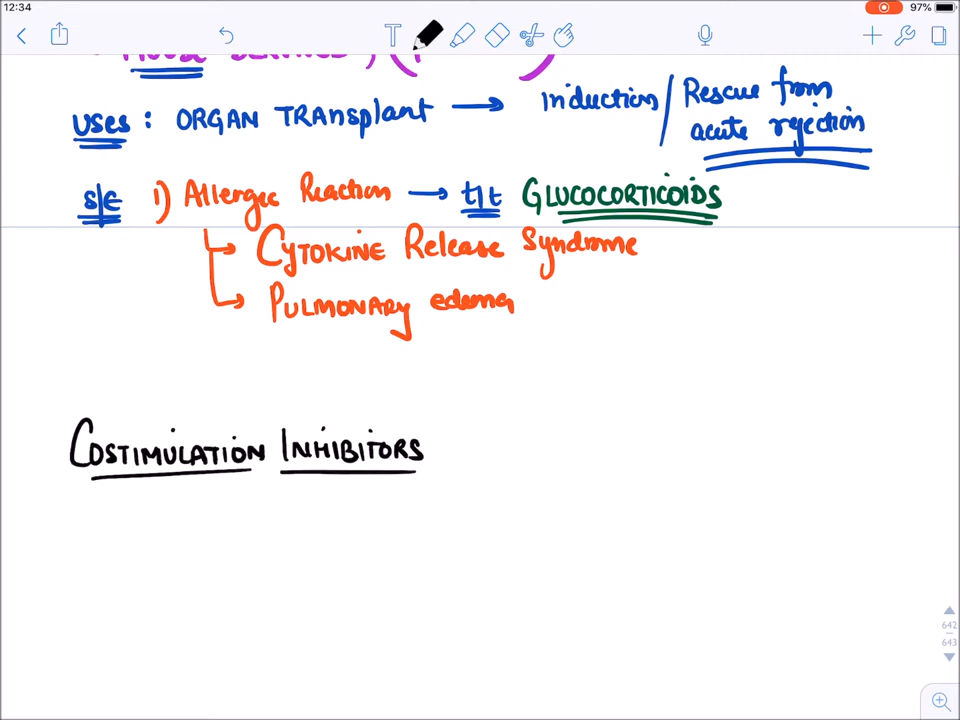 12:34
97%
T
USES : ORGAN TRANSplant → Induction / Rescue from
acute rejection
S/E 1) Allergic Reaction → t/t GLUCOCORTICOIDS
→ CYTOKINE Release Syndrome
→ PULMONARY edema
COSTIMULATION INHIBITORS
642
643